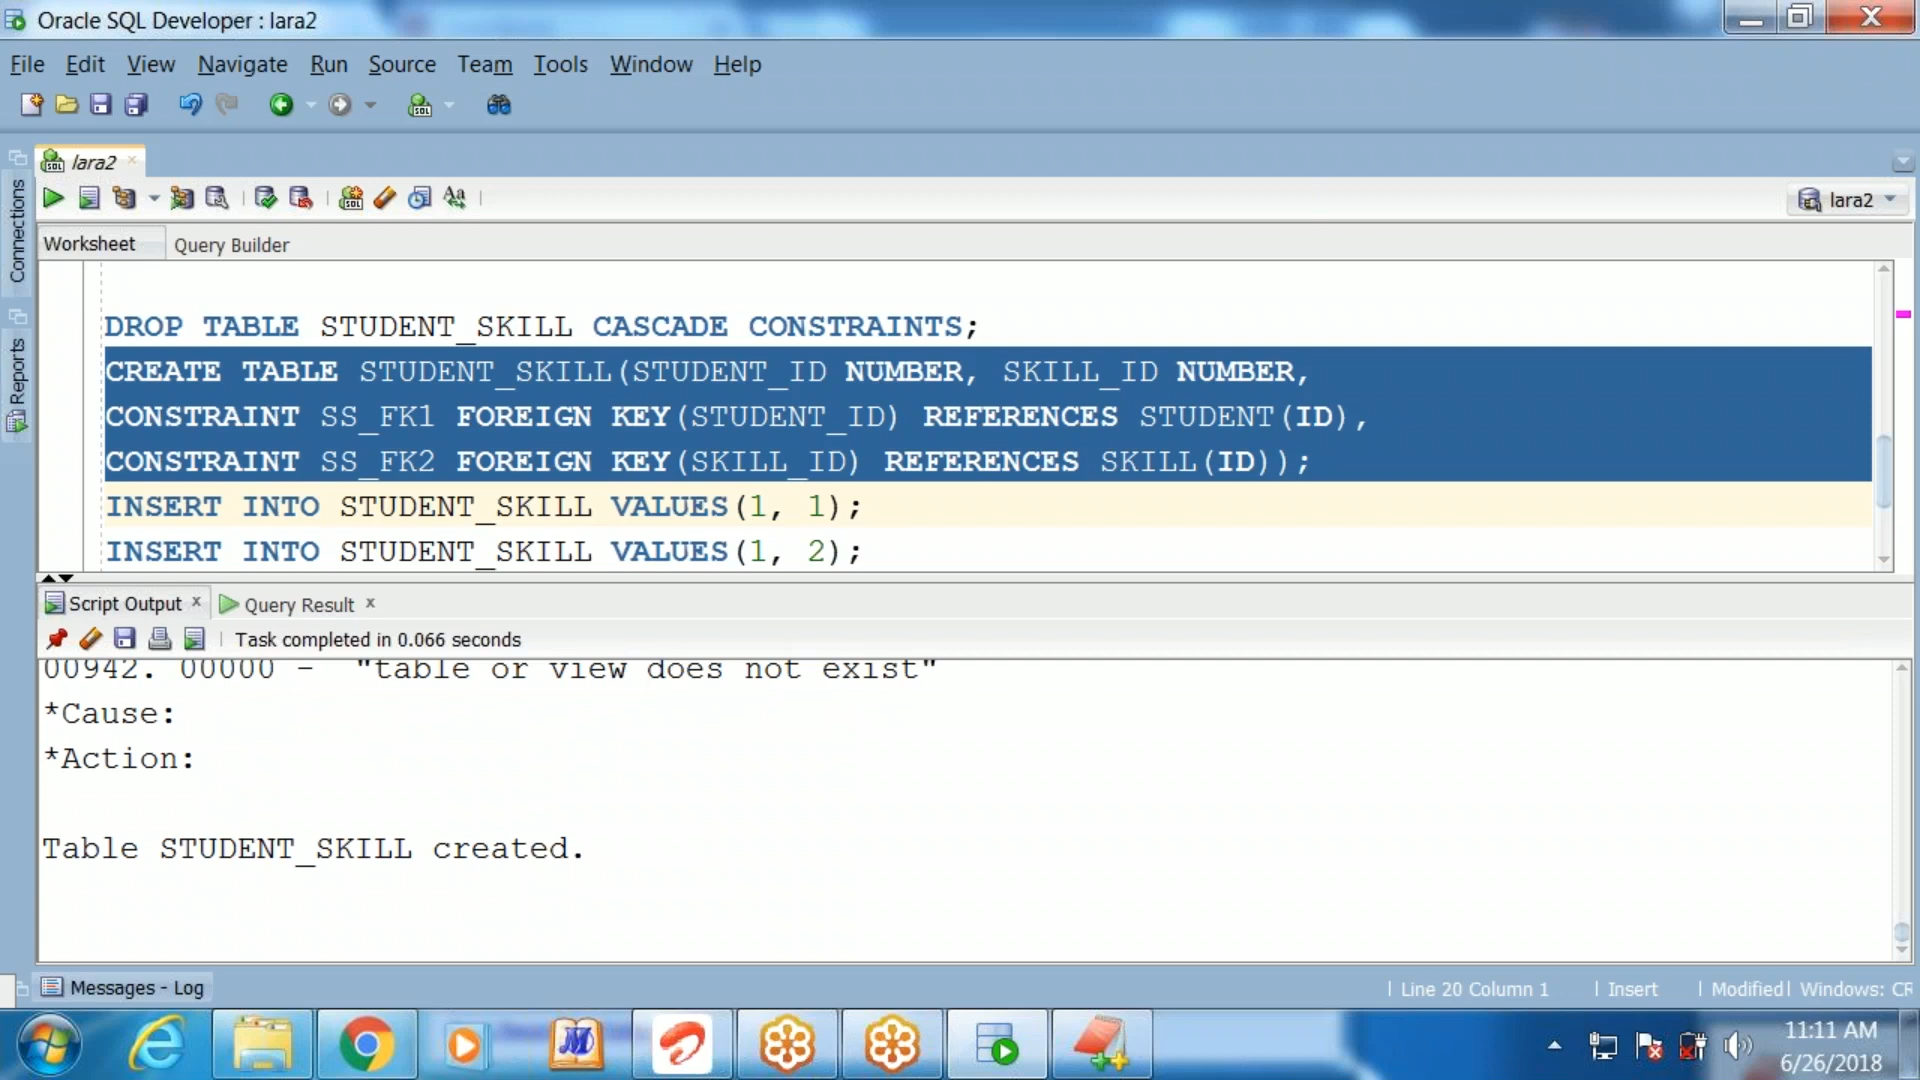 Oracle SQL Developer : lara2
File Edit View Navigate Run Source Team Tools Window Help
lara2
lara2
Connections
Reports
Worksheet Query Builder
DROP TABLE STUDENT_SKILL CASCADE CONSTRAINTS;
CREATE TABLE STUDENT_SKILL(STUDENT_ID NUMBER, SKILL_ID NUMBER,
CONSTRAINT SS_FK1 FOREIGN KEY(STUDENT_ID) REFERENCES STUDENT(ID),
CONSTRAINT SS_FK2 FOREIGN KEY(SKILL_ID) REFERENCES SKILL(ID));
INSERT INTO STUDENT_SKILL VALUES(1, 1);
INSERT INTO STUDENT_SKILL VALUES(1, 2);
Script Output x Query Result x
Task completed in 0.066 seconds
00942. 00000 - "table or view does not exist"
*Cause:
*Action:
Table STUDENT_SKILL created.
Messages - Log
Line 20 Column 1 | Insert | Modified | Windows: CR
11:11 AM
6/26/2018